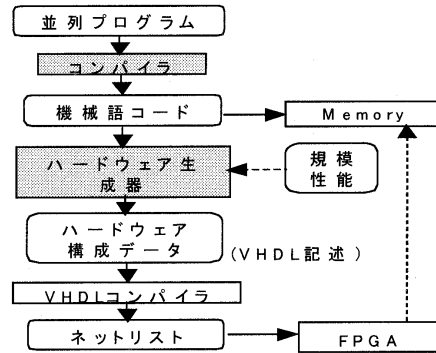 並列プログラム
コンパイラ
機械語コード
Memory
ハードウェア生
成器
規模
性能
ハードウェア
構成データ
(VHDL記述)
VHDLコンパイラ
ネットリスト
FPGA